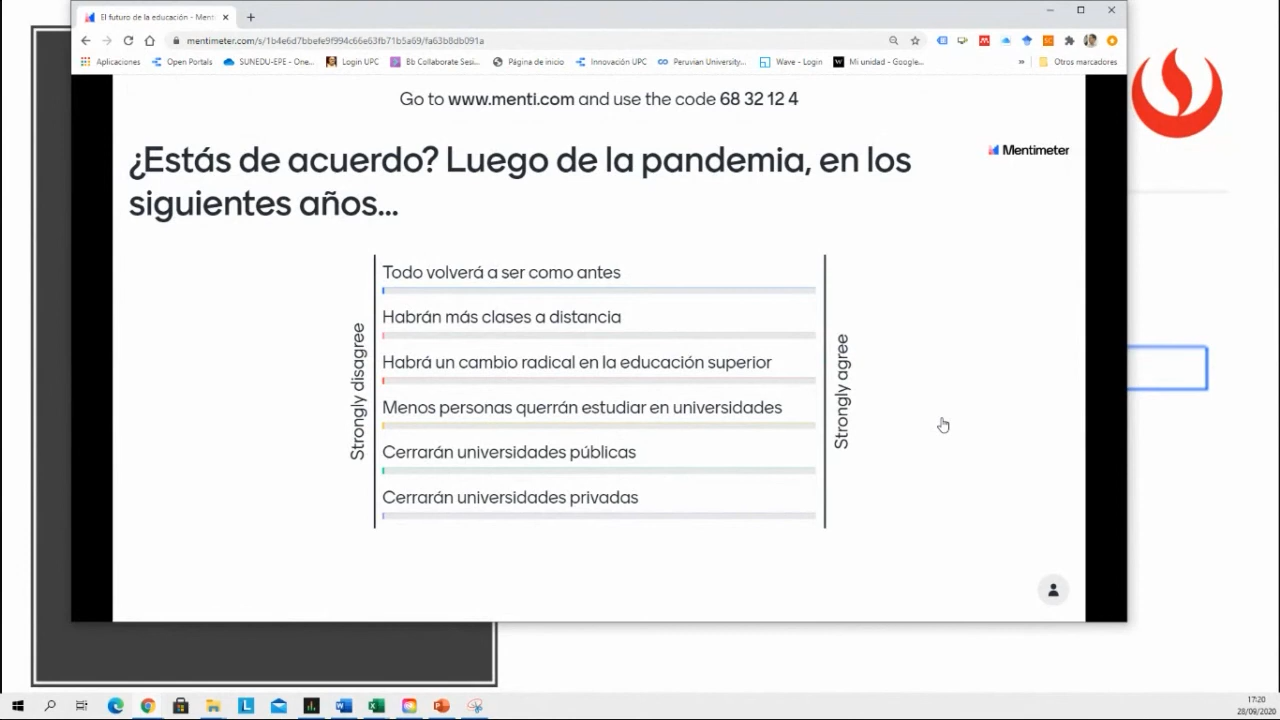 El futuro de la educación - Ment
mentimeter.com/s/1b4e6d7bbefe9f994c66e63fb71b5a69/fa63b8db091a
Aplicaciones
Open Portals
SUNEDU-EPE - One...
Login UPC
Bb Collaborate Sesi...
Página de inicio
Innovación UPC
Peruvian University...
Wave - Login
Mi unidad - Google...
»
Otros marcadores
Go to www.menti.com and use the code 68 32 12 4
¿Estás de acuerdo? Luego de la pandemia, en los
siguientes años...
Mentimeter
Strongly disagree
Todo volverá a ser como antes
Habrán más clases a distancia
Habrá un cambio radical en la educación superior
Menos personas querrán estudiar en universidades
Cerrarán universidades públicas
Cerrarán universidades privadas
Strongly agree
17:20
28/09/2020